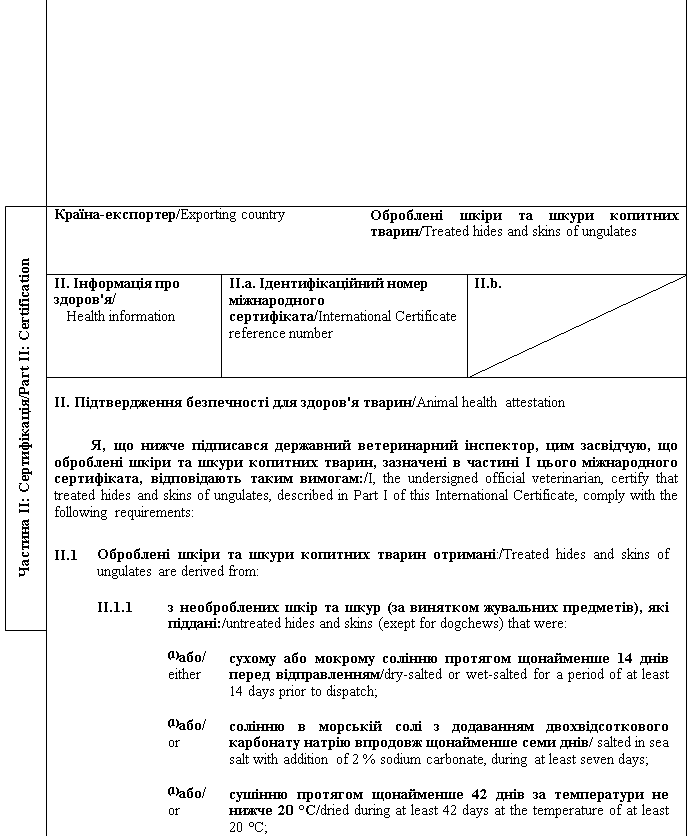 Країна-експортер/Exporting country
Оброблені шкіри та шкури копитних
тварин/Treated hides and skins of ungulates
Частина II: Сертифікація/Part II: Certification
II. Інформація про
здоров'я/
Health information
II.a. Ідентифікаційний номер
міжнародного
сертифіката/International Certificate
reference number
II.b.
II. Підтвердження безпечності для здоров'я тварин/Animal health attestation
Я, що нижче підписався державний ветеринарний інспектор, цим засвідчую, що
оброблені шкіри та шкури копитних тварин, зазначені в частині I цього міжнародного
сертифіката, відповідають таким вимогам:/I, the undersigned official veterinarian, certify that
treated hides and skins of ungulates, described in Part I of this International Certificate, comply with the
following requirements:
II.1 Оброблені шкіри та шкури копитних тварин отримані:/Treated hides and skins of
ungulates are derived from:
II.1.1 з необроблених шкір та шкур (за винятком жувальних предметів), які
піддані:/untreated hides and skins (exept for dogchews) that were:
(1)або/ сухому або мокрому солінню протягом щонайменше 14 днів
either перед відправленням/dry-salted or wet-salted for a period of at least
14 days prior to dispatch;
(1)або/ солінню в морській солі з додаванням двохвідсоткового
or карбонату натрію впродовж щонайменше семи днів/ salted in sea
salt with addition of 2 % sodium carbonate, during at least seven days;
(1)або/ сушінню протягом щонайменше 42 днів за температури не
or нижче 20 °C/dried during at least 42 days at the temperature of at least
20 °C;